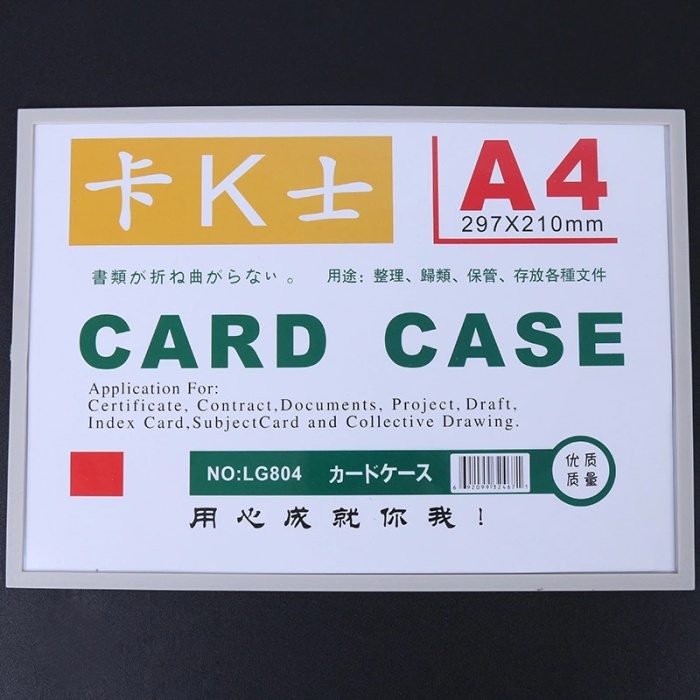 卡K士
A4
297X210mm
書類が折ね曲がらない。 用途：整理、歸類、保管、存放各種文件
CARD CASE
Application For:
Certificate, Contract,Documents, Project, Draft,
Index Card,SubjectCard and Collective Drawing.
NO:LG804 カードケース
优质
质量
用心成就你我！